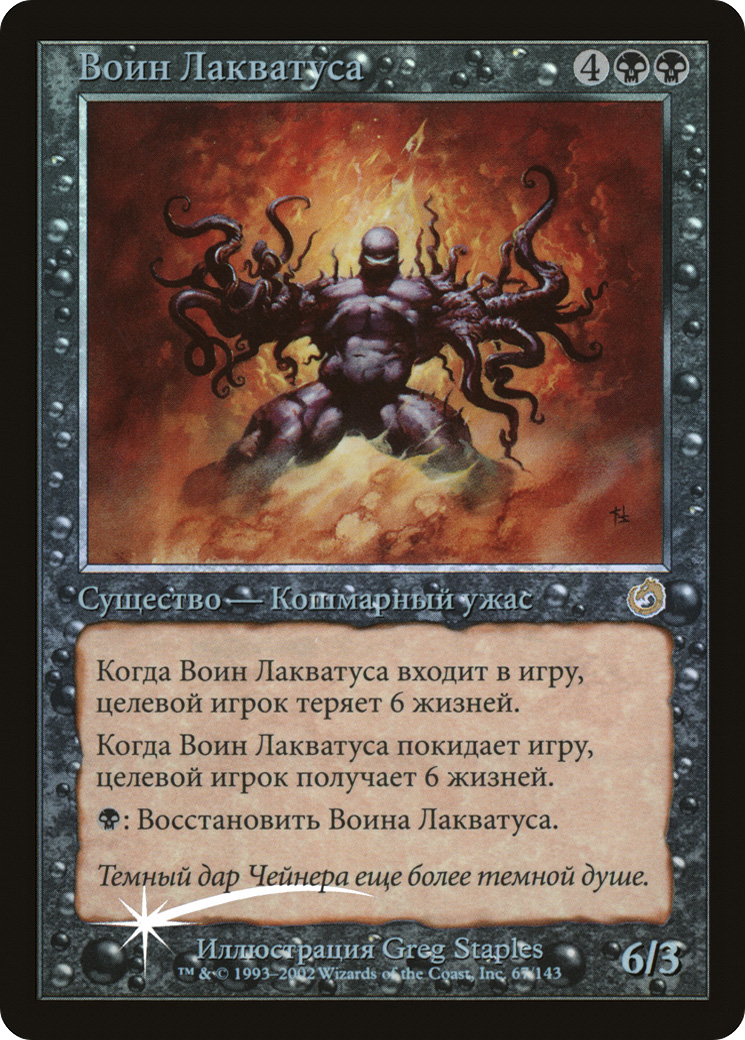 Воин Лакватуса 4
Существо — Кошмарный ужас
Когда Воин Лакватуса входит в игру,
целевой игрок теряет 6 жизней.
Когда Воин Лакватуса покидает игру,
целевой игрок получает 6 жизней.
: Восстановить Воина Лакватуса.
Темный дар Чейнера еще более темной душе.
Иллюстрация Greg Staples
™ & © 1993–2002 Wizards of the Coast, Inc. 67/143
6/3